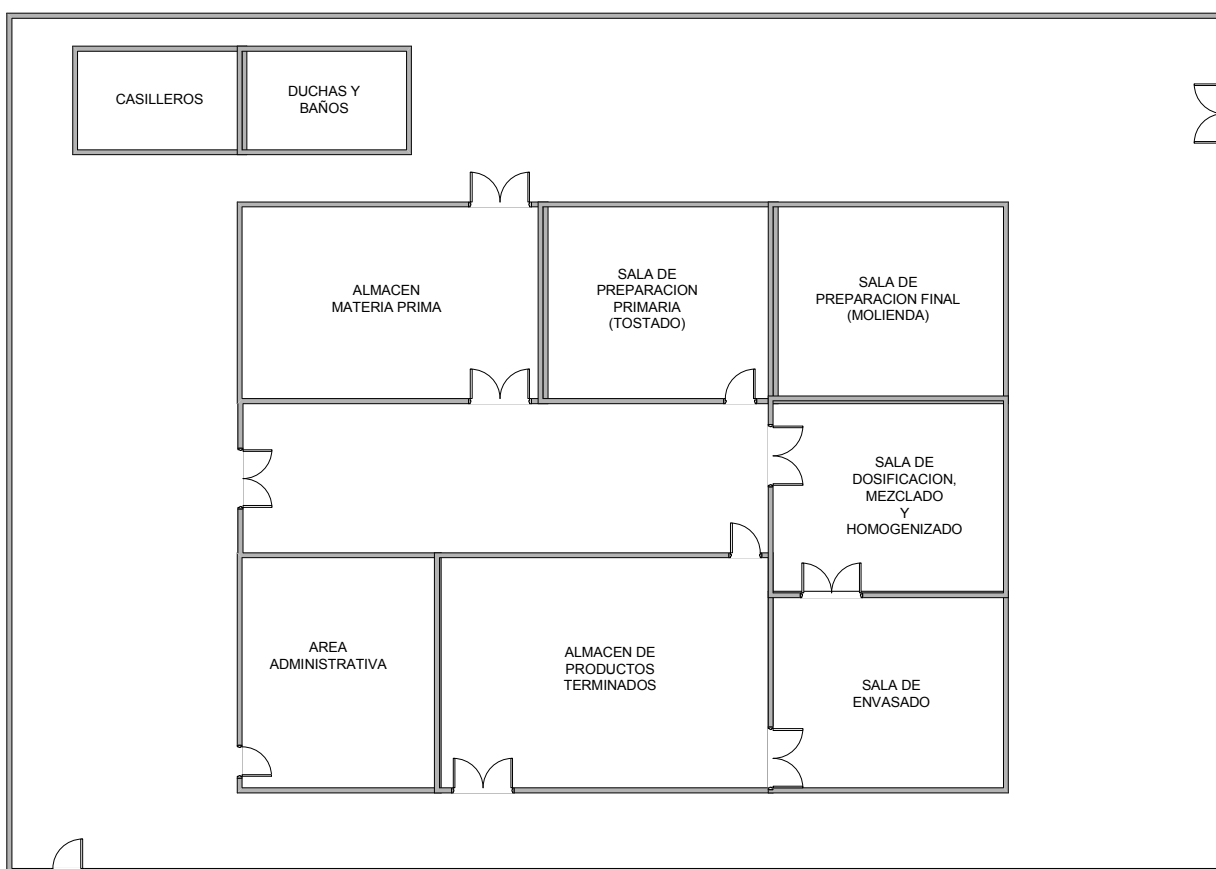 CASILLEROS
DUCHAS Y
BAÑOS
ALMACEN
MATERIA PRIMA
SALA DE
PREPARACION
PRIMARIA
(TOSTADO)
SALA DE
PREPARACION FINAL
(MOLIENDA)
SALA DE
DOSIFICACION,
MEZCLADO
Y
HOMOGENIZADO
AREA
ADMINISTRATIVA
ALMACEN DE
PRODUCTOS
TERMINADOS
SALA DE
ENVASADO